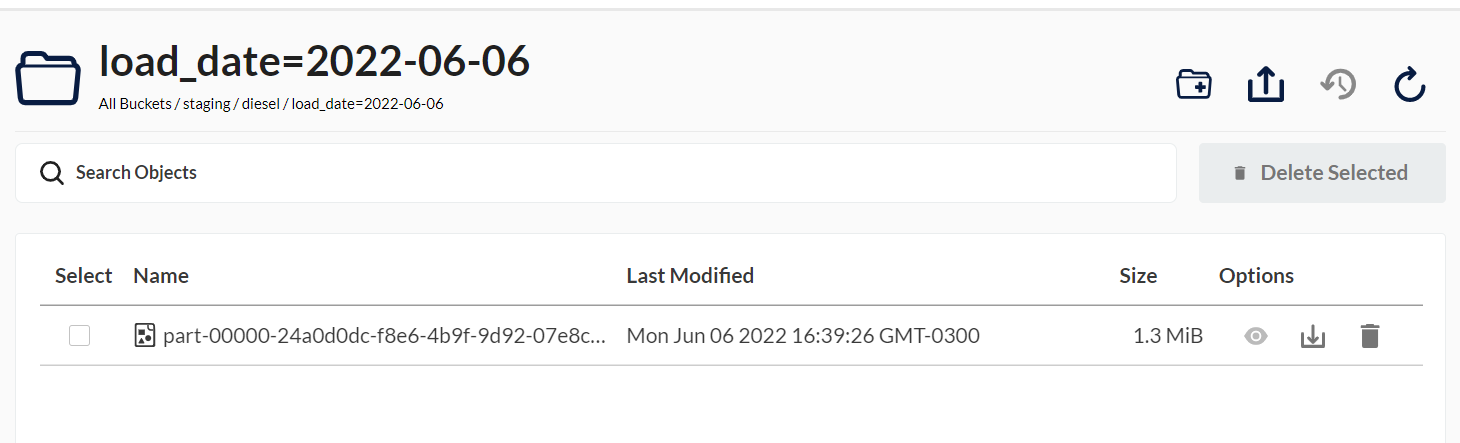 load_date=2022-06-06
All Buckets / staging / diesel / load_date=2022-06-06
Search Objects
Delete Selected
Select Name Last Modified Size Options
part-00000-24a0d0dc-f8e6-4b9f-9d92-07e8c... Mon Jun 06 2022 16:39:26 GMT-0300 1.3 MiB